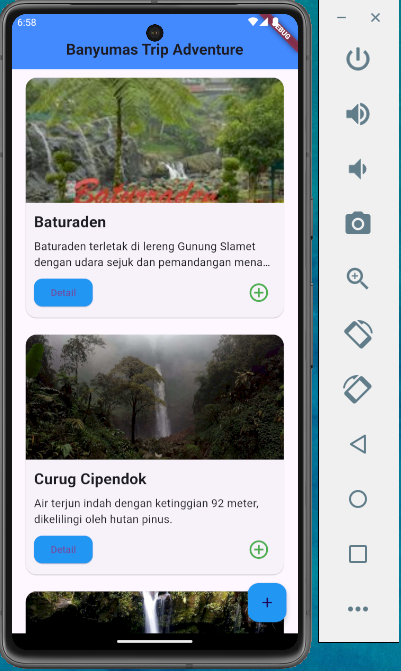 6:58
DEBUG
Banyumas Trip Adventure
Baturaden
Baturaden
Baturaden terletak di lereng Gunung Slamet
dengan udara sejuk dan pemandangan mena...
Detail
Curug Cipendok
Air terjun indah dengan ketinggian 92 meter,
dikelilingi oleh hutan pinus.
Detail